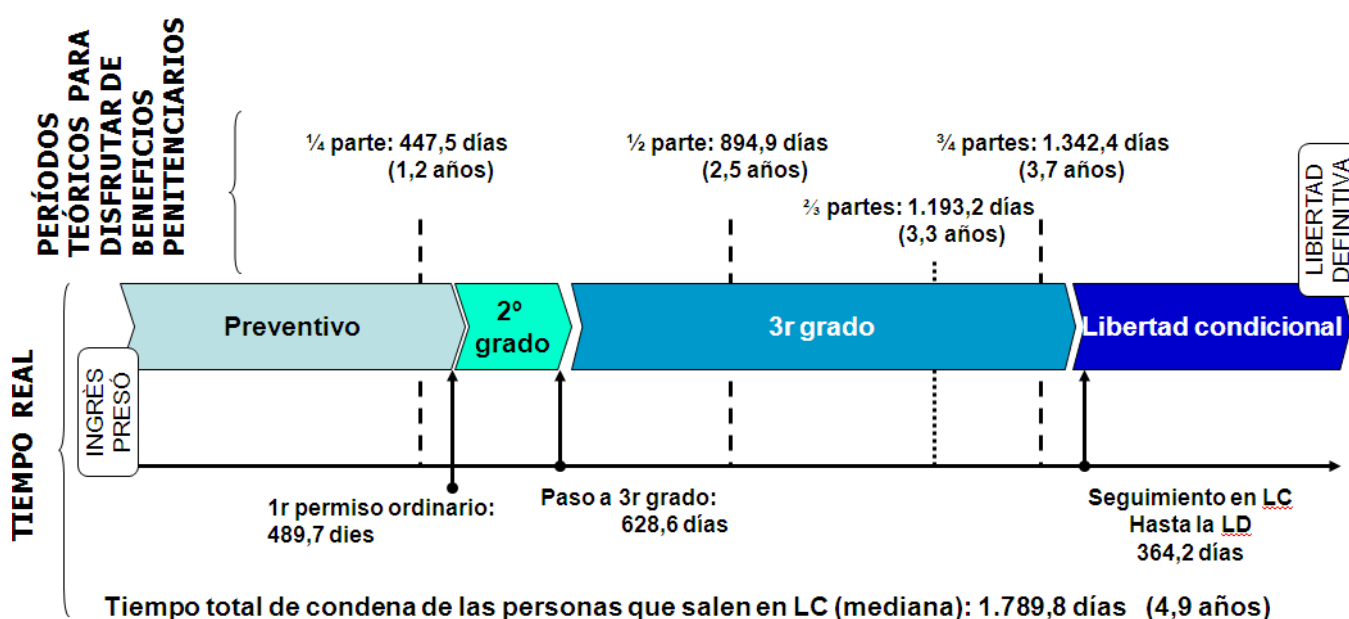 PERÍODOS
TEÓRICOS PARA
DISFRUTAR DE
BENEFICIOS
PENITENCIARIOS
¼ parte: 447,5 días
(1,2 años)
½ parte: 894,9 días
(2,5 años)
¾ partes: 1.342,4 días
(3,7 años)
⅔ partes: 1.193,2 días
(3,3 años)
LIBERTAD
DEFINITIVA
TIEMPO REAL
INGRÈS
PRESÓ
Preventivo
2º
grado
3r grado
Libertad condicional
1r permiso ordinario:
489,7 dies
Paso a 3r grado:
628,6 días
Seguimiento en LC
Hasta la LD
364,2 días
Tiempo total de condena de las personas que salen en LC (mediana): 1.789,8 días (4,9 años)